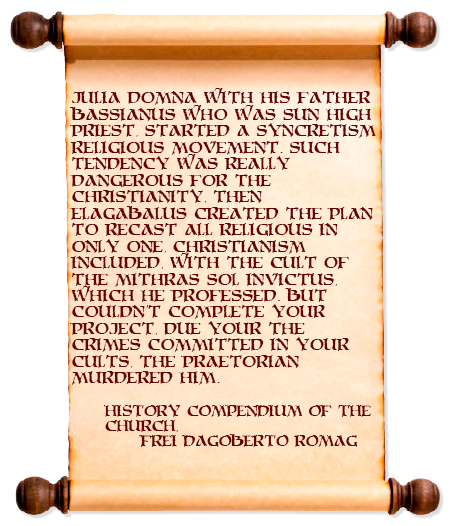 JULIA DOMNA WITH HIS FATHER
BASSIANUS WHO WAS SUN HIGH
PRIEST, STARTED A SYNCRETISM
RELIGIOUS MOVEMENT. SUCH
TENDENCY WAS REALLY
DANGEROUS FOR THE
CHRISTIANITY. THEN
ELAGABALUS CREATED THE PLAN
TO RECAST ALL RELIGIOUS IN
ONLY ONE, CHRISTIANISM
INCLUDED, WITH THE CULT OF
THE MITHRAS SOL INVICTUS,
WHICH HE PROFESSED. BUT
COULDN'T COMPLETE YOUR
PROJECT, DUE YOUR THE
CRIMES COMMITTED IN YOUR
CULTS, THE PRAETORIAN
MURDERED HIM.
HISTORY COMPENDIUM OF THE
CHURCH,
FREI DAGOBERTO ROMAG